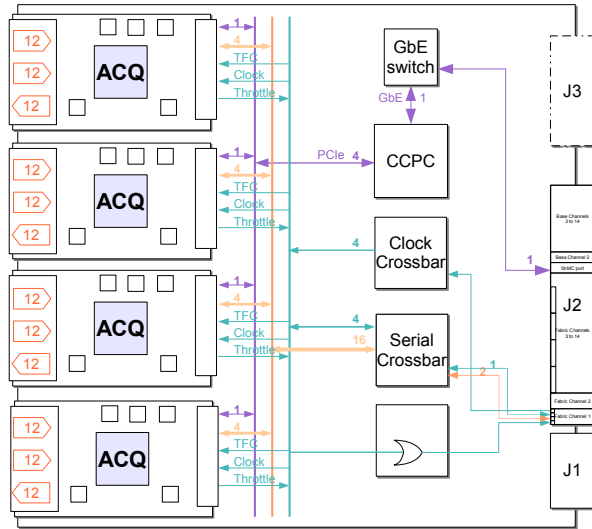 12
12
12
ACQ
1
4
TFC
Clock
Throttle
12
12
12
ACQ
1
4
TFC
Clock
Throttle
12
12
12
ACQ
1
4
TFC
Clock
Throttle
12
12
12
ACQ
1
4
TFC
Clock
Throttle
GbE
switch
GbE 1
PCIe 4
CCPC
4
Clock
Crossbar
4
16
Serial
Crossbar
1
2
1
J3
Base Channels
3 to 14
Base Channel 2
ShMC port
J2
Fabric Channels
3 to 14
Fabric Channel 2
Fabric Channel 1
J1